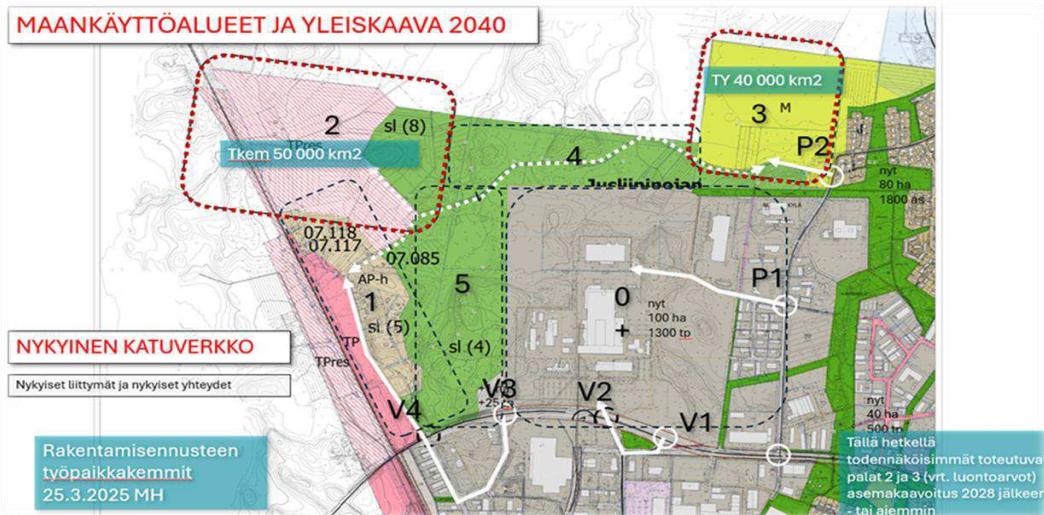 MAANKÄYTTÖALUEET JA YLEISKAAVA 2040
TY 40 000 km2
3
M
2
sl (8)
TPres
Tkem 50 000 km2
4
P2
nyt
80 ha
1800 as
07.118
07.117
07.085
AP-h
1
sl (5)
5
sl (4)
0
+
nyt
100 ha
1300 tp
P1
NYKYINEN KATUVERKKO
TP
TPres
Nykyiset liittymät ja nykyiset yhteydet
V4
V3
V2
V1
nyt
40 ha
500 tp
Rakentamisennusteen
työpaikkakemmit
25.3.2025 MH
Tällä hetkellä
todennäköisimmät toteutuva
palat 2 ja 3 (vrt. luontoarvot)
asemakaavoitus 2028 jälkeen
- tai aiemmin